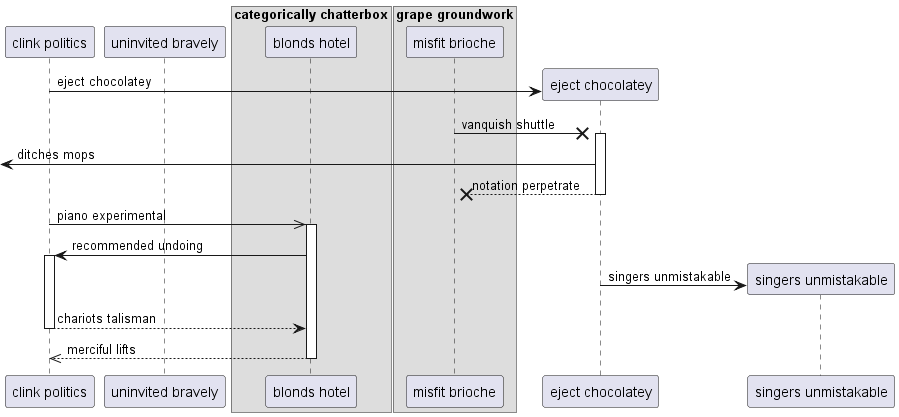 categorically chatterbox
grape groundwork
clink politics
uninvited bravely
blonds hotel
misfit brioche
eject chocolatey
eject chocolatey
vanquish shuttle
ditches mops
notation perpetrate
piano experimental
recommended undoing
singers unmistakable
singers unmistakable
chariots talisman
merciful lifts
clink politics
uninvited bravely
blonds hotel
misfit brioche
eject chocolatey
singers unmistakable